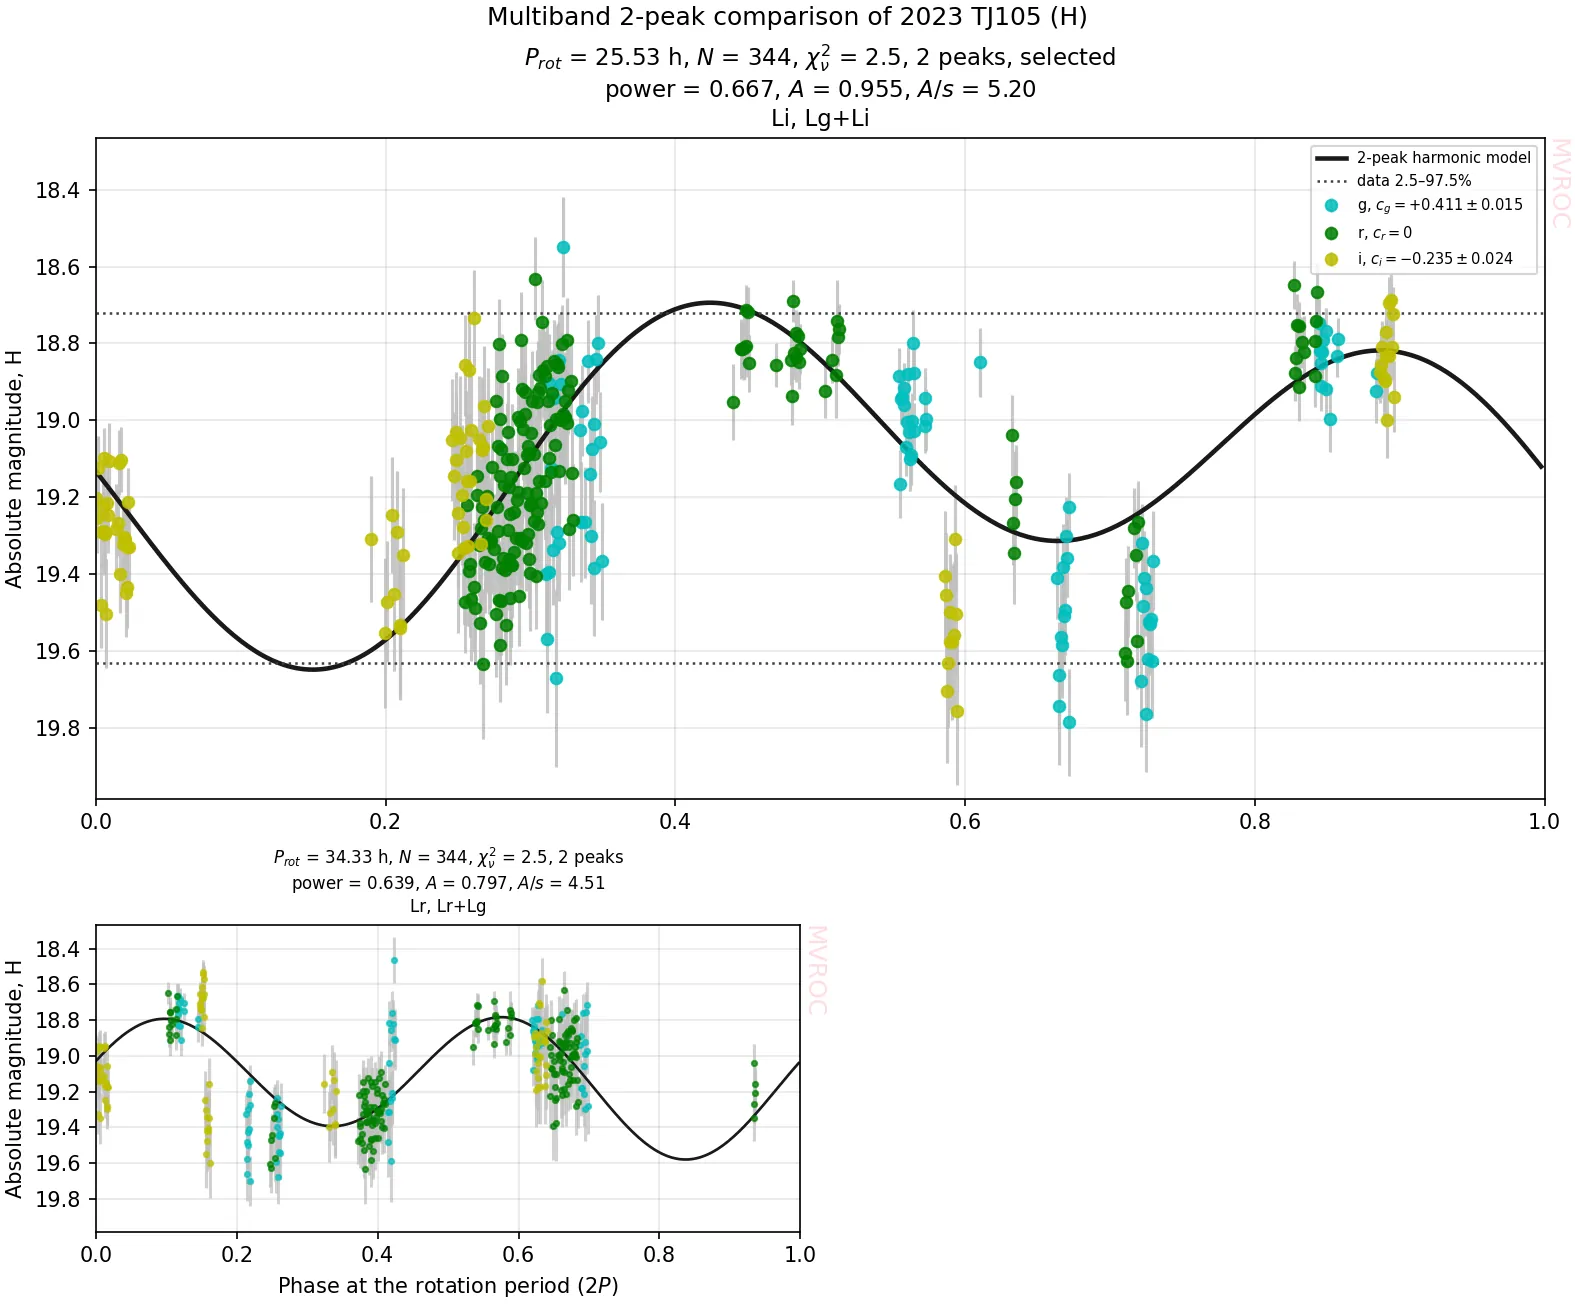 Multiband 2-peak comparison of 2023 TJ105 (H)
P_rot = 25.53 h, N = 344, χ²_ν = 2.5, 2 peaks, selected
power = 0.667, A = 0.955, A/s = 5.20
Li, Lg+Li
2-peak harmonic model
data 2.5–97.5%
g, c_g = +0.411 ± 0.015
r, c_r = 0
i, c_i = −0.235 ± 0.024
MVROC
Absolute magnitude, H
18.4
18.6
18.8
19.0
19.2
19.4
19.6
19.8
0.0 0.2 0.4 0.6 0.8 1.0
P_rot = 34.33 h, N = 344, χ²_ν = 2.5, 2 peaks
power = 0.639, A = 0.797, A/s = 4.51
Lr, Lr+Lg
MVROC
Absolute magnitude, H
18.4
18.6
18.8
19.0
19.2
19.4
19.6
19.8
0.0 0.2 0.4 0.6 0.8 1.0
Phase at the rotation period (2P)